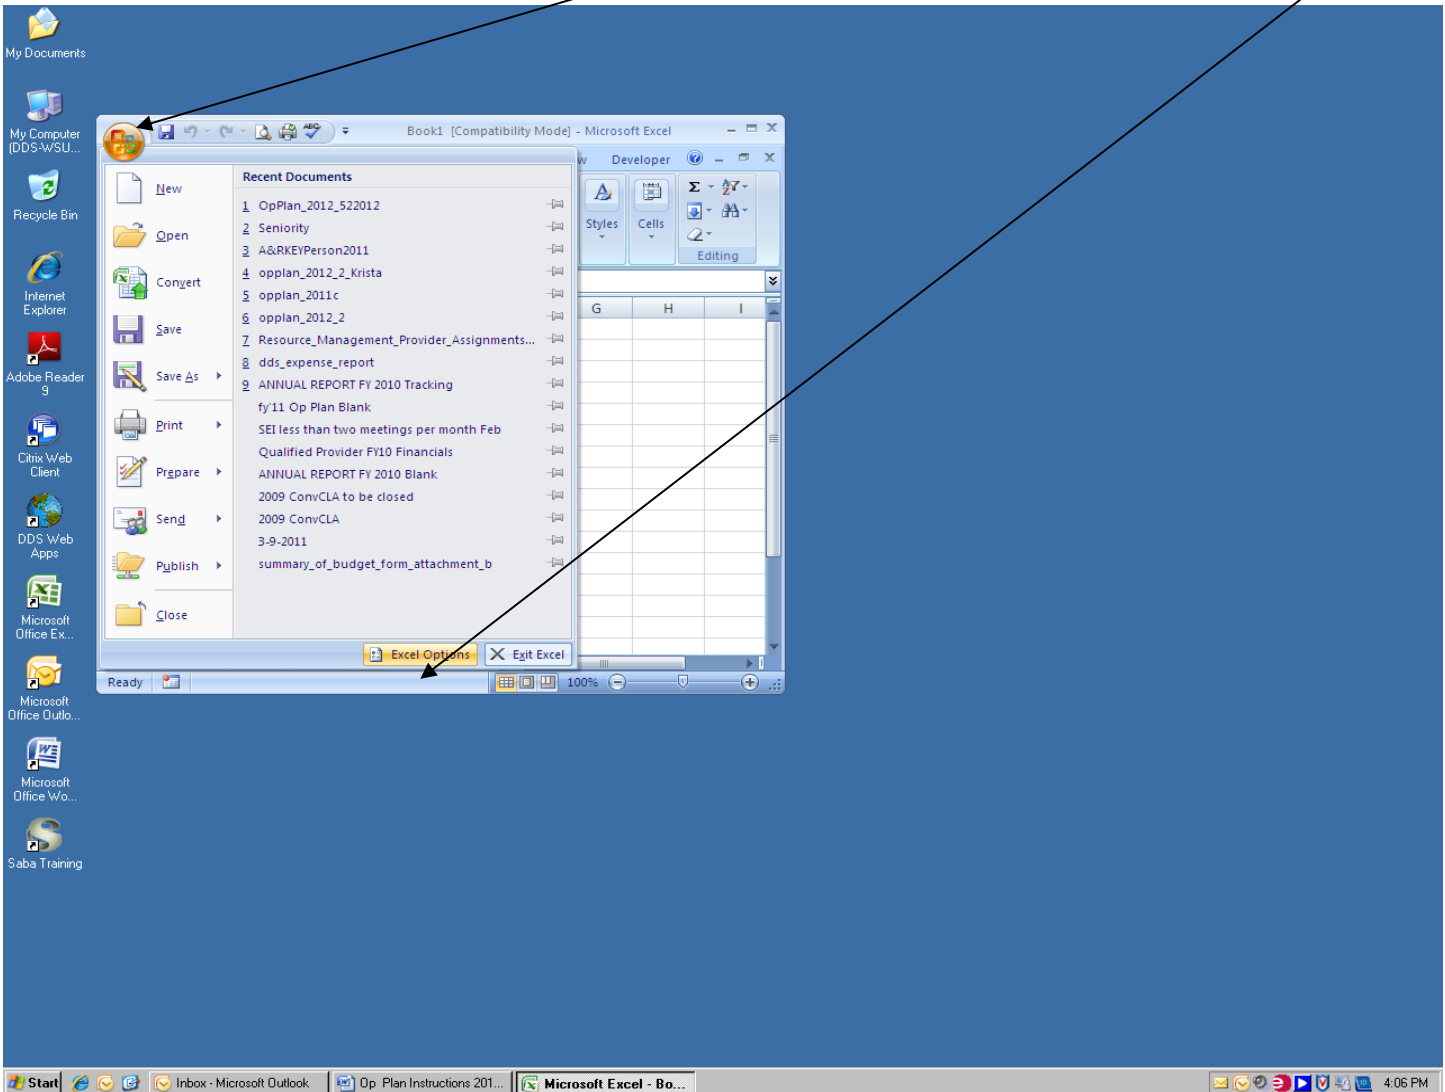 My Documents
My Computer
(DDS-WSU...
Recycle Bin
Internet
Explorer
Adobe Reader
9
Citrix Web
Client
DDS Web
Apps
Microsoft
Office Ex...
Microsoft
Office Outlo...
Microsoft
Office Wo...
Saba Training
ABC
Book1 [Compatibility Mode] - Microsoft Excel
w Developer
New
Open
Convert
Save
Save As
Print
Prepare
Send
Publish
Close
Recent Documents
1 OpPlan_2012_522012
2 Seniority
3 A&RKEYPerson2011
4 opplan_2012_2_Krista
5 opplan_2011c
6 opplan_2012_2
7 Resource_Management_Provider_Assignments...
8 dds_expense_report
9 ANNUAL REPORT FY 2010 Tracking
fy'11 Op Plan Blank
SEI less than two meetings per month Feb
Qualified Provider FY10 Financials
ANNUAL REPORT FY 2010 Blank
2009 ConvCLA to be closed
2009 ConvCLA
3-9-2011
summary_of_budget_form_attachment_b
Excel Options
Exit Excel
Styles
Cells
Σ
Editing
G H I
Ready
100%
Start
Inbox - Microsoft Outlook
Op Plan Instructions 201...
Microsoft Excel - Bo...
4:06 PM